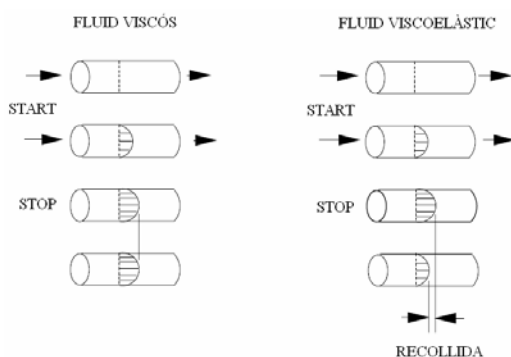 FLUID VISCÓS
START
STOP
FLUID VISCOELÀSTIC
START
STOP
RECOLLIDA